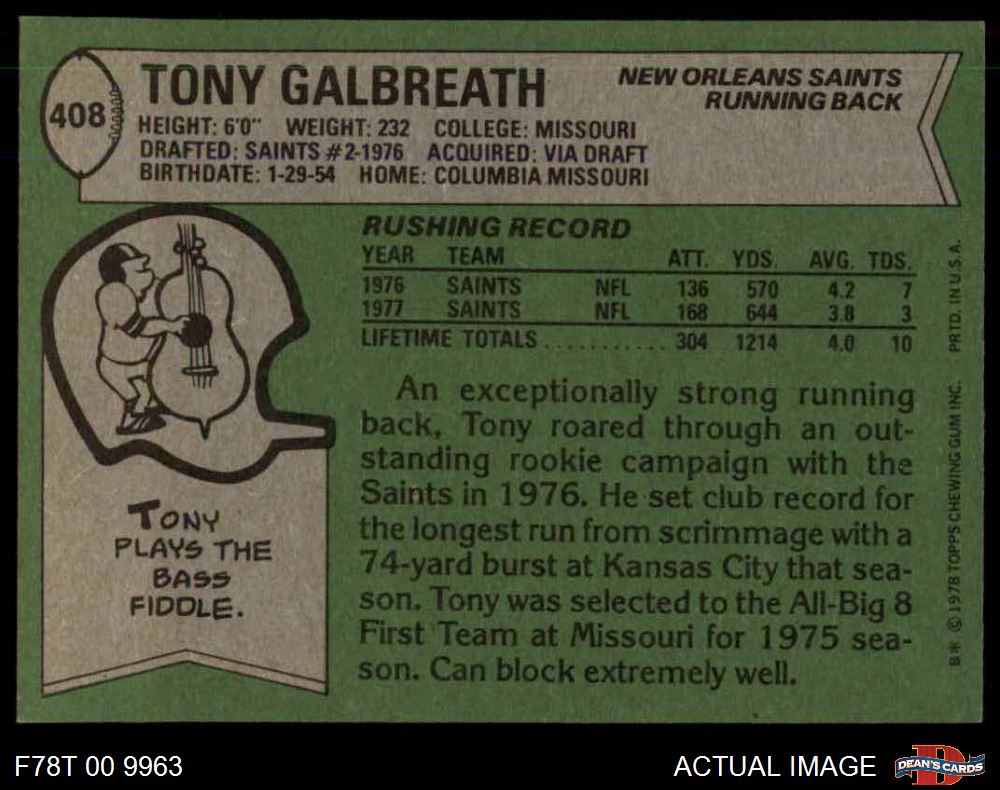 408
TONY GALBREATH
NEW ORLEANS SAINTS
RUNNING BACK
HEIGHT: 6'0" WEIGHT: 232 COLLEGE: MISSOURI
DRAFTED: SAINTS #2-1976 ACQUIRED: VIA DRAFT
BIRTHDATE: 1-29-54 HOME: COLUMBIA MISSOURI
RUSHING RECORD
YEAR TEAM ATT. YDS. AVG. TDS.
1976 SAINTS NFL 136 570 4.2 7
1977 SAINTS NFL 168 644 3.8 3
LIFETIME TOTALS ........... 304 1214 4.0 10
An exceptionally strong running
back, Tony roared through an out-
standing rookie campaign with the
Saints in 1976. He set club record for
the longest run from scrimmage with a
74-yard burst at Kansas City that sea-
son. Tony was selected to the All-Big 8
First Team at Missouri for 1975 sea-
son. Can block extremely well.
TONY
PLAYS THE
BASS
FIDDLE.
B* © 1978 TOPPS CHEWING GUM INC. PRTD. IN U.S.A.
F78T 00 9963
ACTUAL IMAGE
DEAN'S CARDS